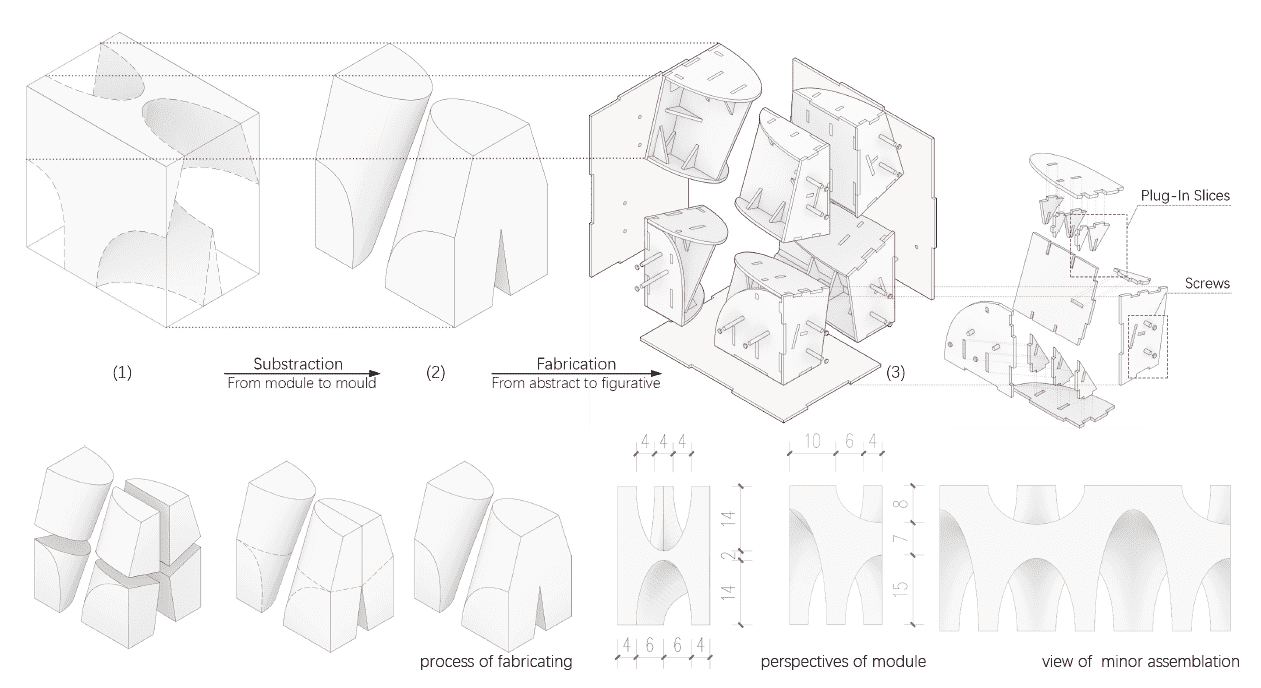 Plug-In Slices
Screws
(1)
Substraction
From module to mould
(2)
Fabrication
From abstract to figurative
(3)
4 4 4
10 6 4
14
2
14
8
7
15
4 6 6 4
process of fabricating
perspectives of module
view of minor assemblation